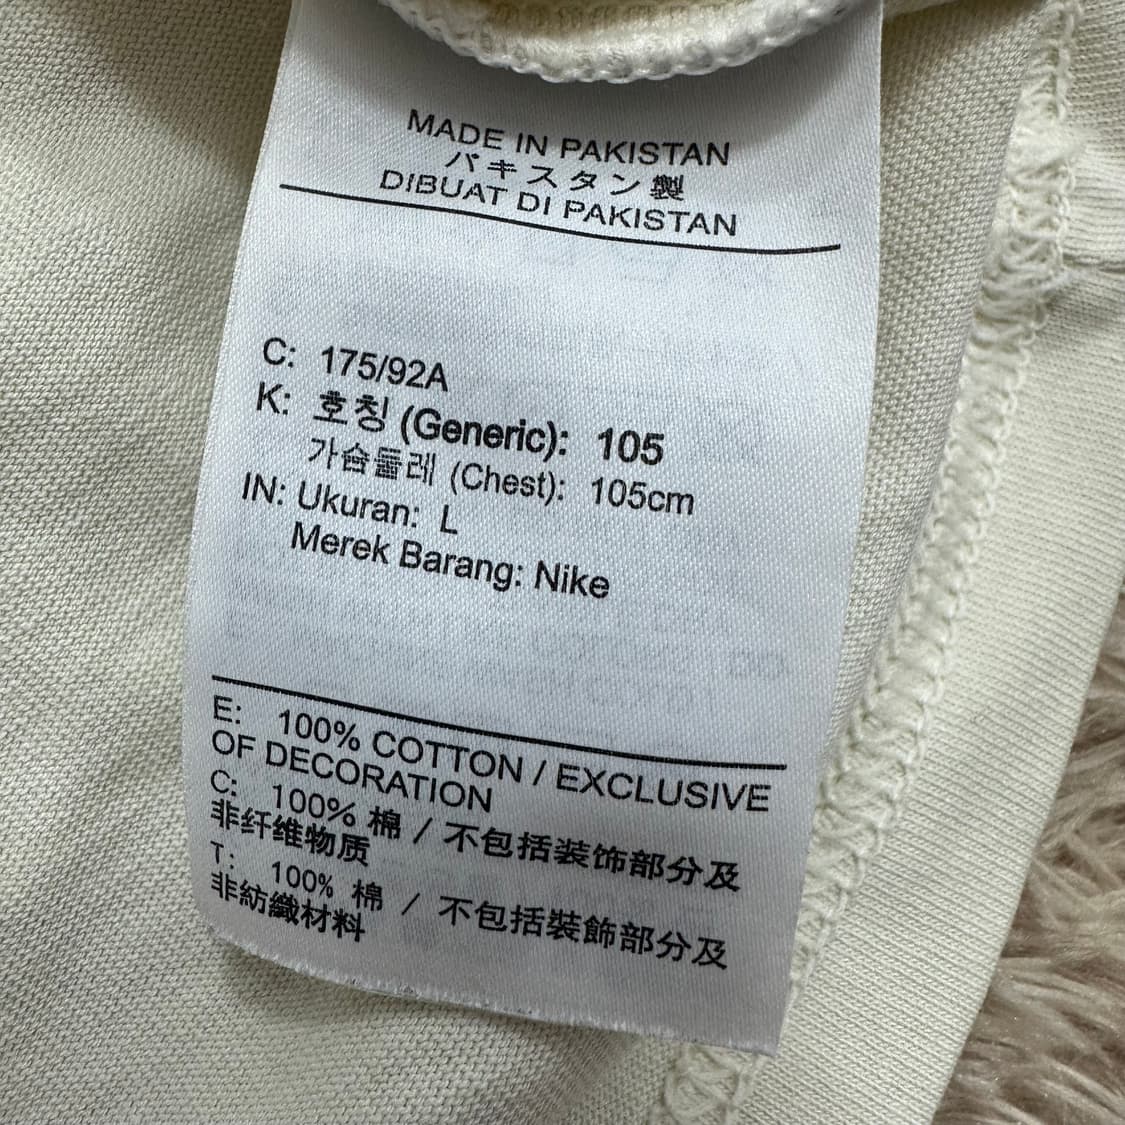 MADE IN PAKISTAN
パキスタン製
DIBUAT DI PAKISTAN
C: 175/92A
K: 호칭 (Generic): 105
가슴둘레 (Chest): 105cm
IN: Ukuran: L
Merek Barang: Nike
E: 100% COTTON / EXCLUSIVE
OF DECORATION
C: 100% 棉 / 不包括装饰部分及
非纤维物质
T: 100% 棉 / 不包括裝飾部分及
非紡織材料